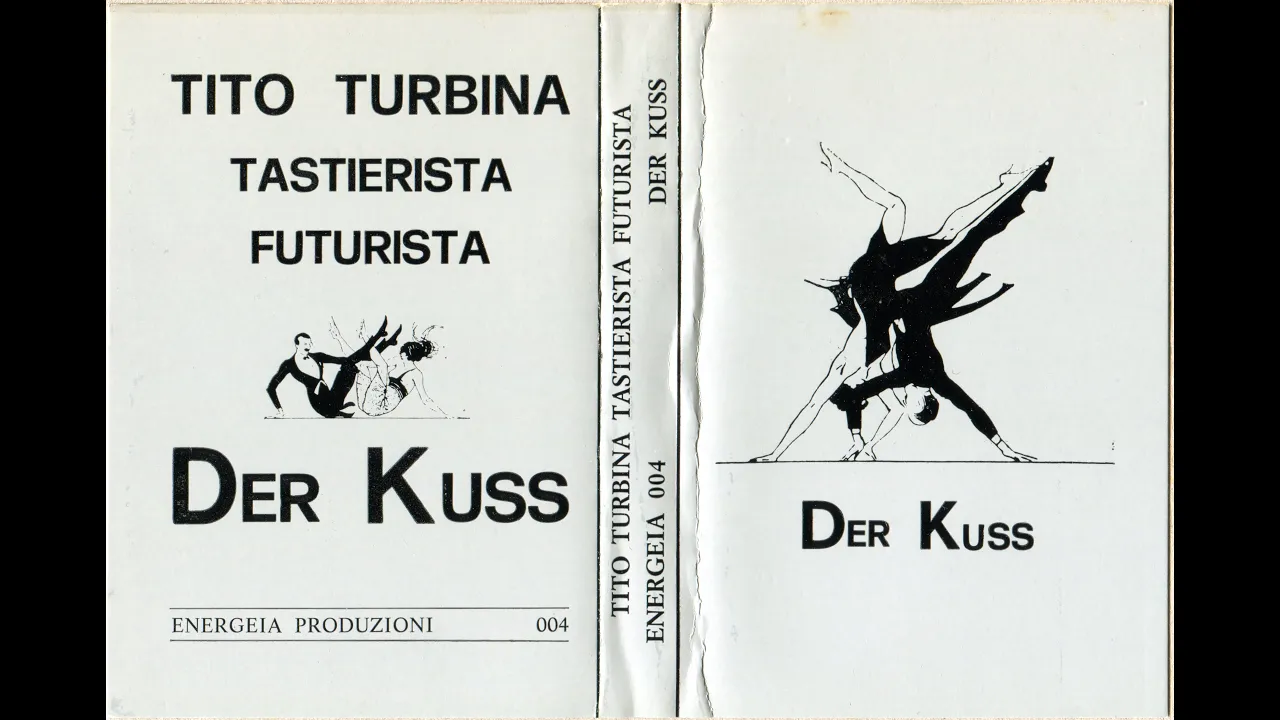 TITO TURBINA
TASTIERISTA
FUTURISTA
DER KUSS
ENERGEIA PRODUZIONI 004
TITO TURBINA TASTIERISTA FUTURISTA
ENERGEIA 004 DER KUSS
DER KUSS